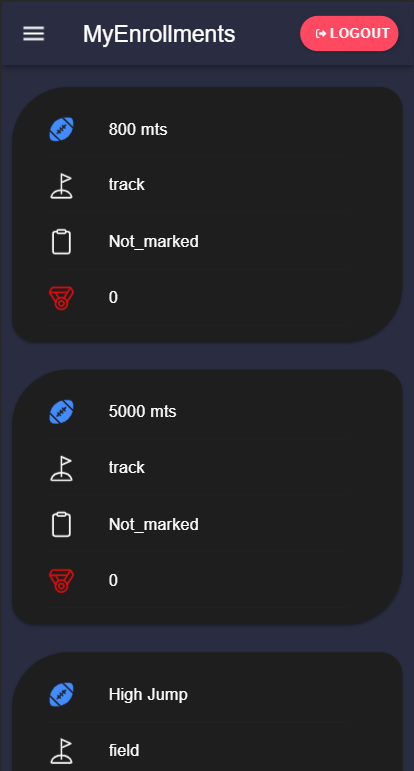 MyEnrollments
LOGOUT
800 mts
track
Not_marked
0
5000 mts
track
Not_marked
0
High Jump
field